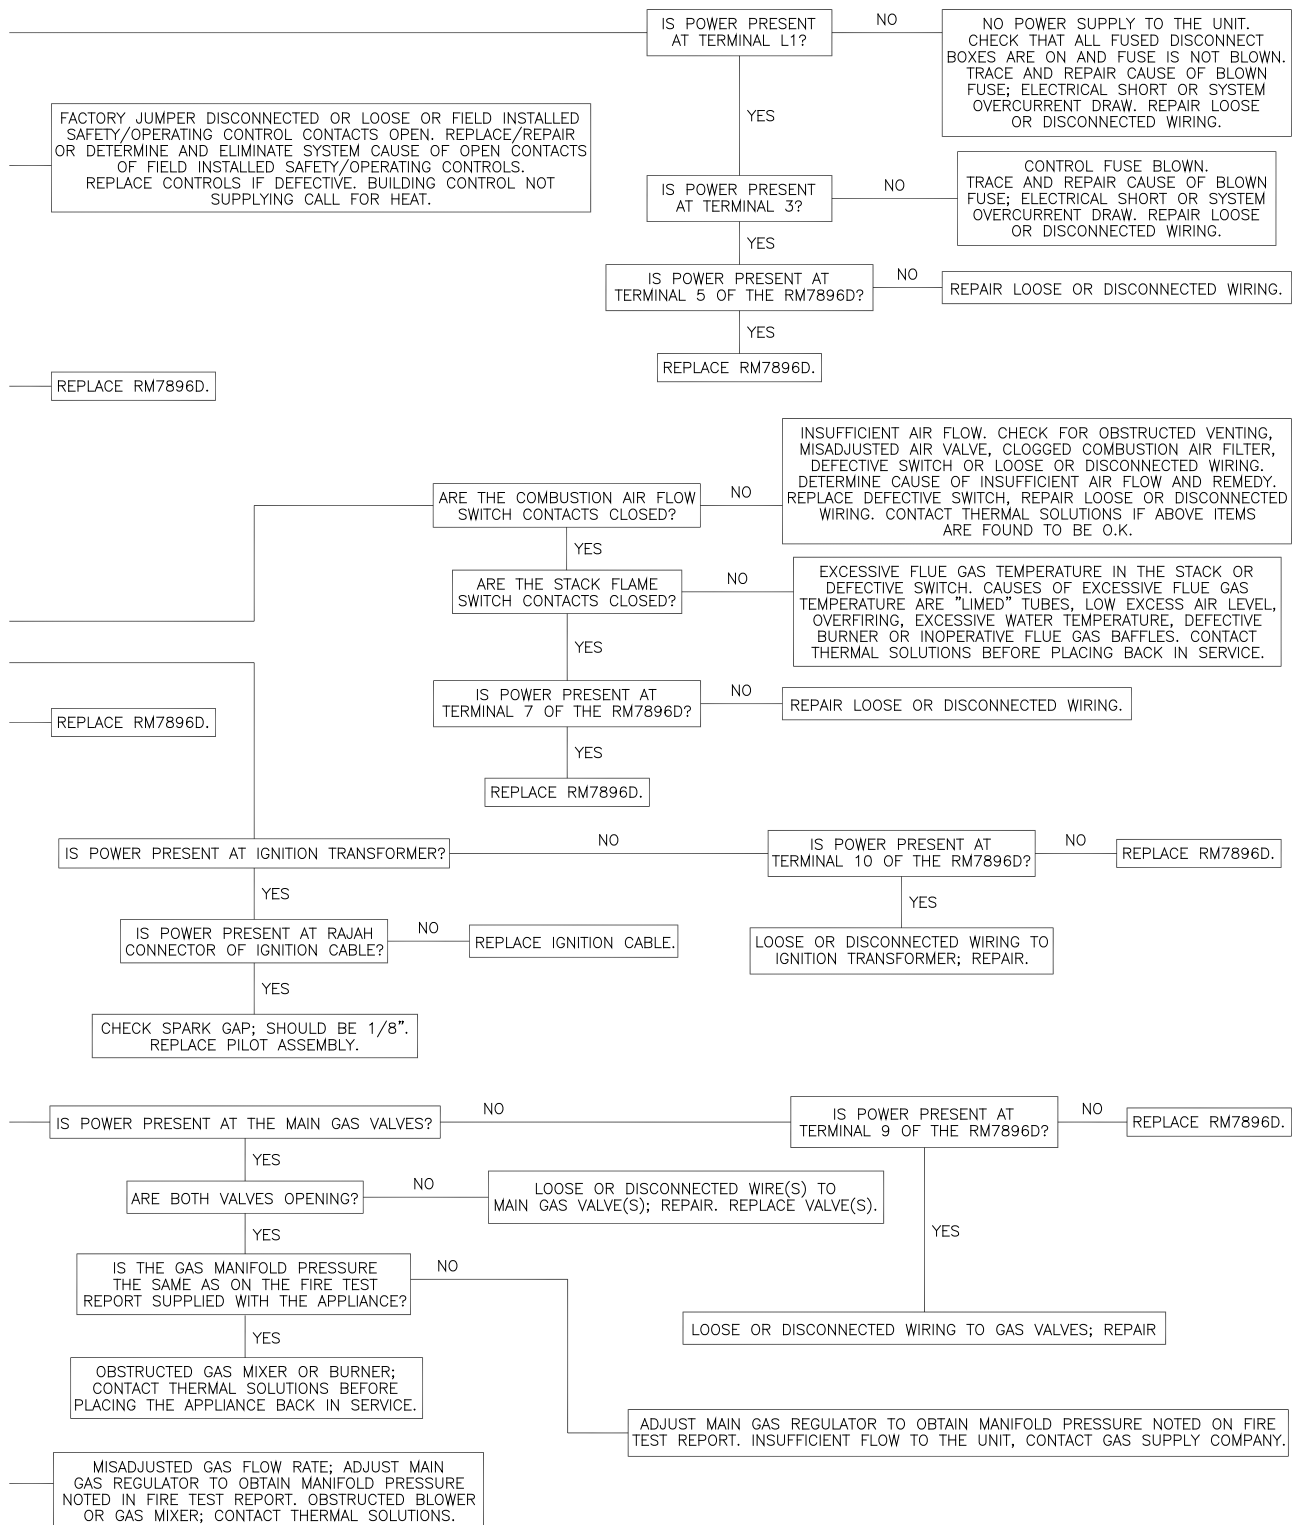 IS POWER PRESENT
AT TERMINAL L1?
NO
NO POWER SUPPLY TO THE UNIT.
CHECK THAT ALL FUSED DISCONNECT
BOXES ARE ON AND FUSE IS NOT BLOWN.
TRACE AND REPAIR CAUSE OF BLOWN
FUSE; ELECTRICAL SHORT OR SYSTEM
OVERCURRENT DRAW. REPAIR LOOSE
OR DISCONNECTED WIRING.
YES
FACTORY JUMPER DISCONNECTED OR LOOSE OR FIELD INSTALLED
SAFETY/OPERATING CONTROL CONTACTS OPEN. REPLACE/REPAIR
OR DETERMINE AND ELIMINATE SYSTEM CAUSE OF OPEN CONTACTS
OF FIELD INSTALLED SAFETY/OPERATING CONTROLS.
REPLACE CONTROLS IF DEFECTIVE. BUILDING CONTROL NOT
SUPPLYING CALL FOR HEAT.
IS POWER PRESENT
AT TERMINAL 3?
NO
CONTROL FUSE BLOWN.
TRACE AND REPAIR CAUSE OF BLOWN
FUSE; ELECTRICAL SHORT OR SYSTEM
OVERCURRENT DRAW. REPAIR LOOSE
OR DISCONNECTED WIRING.
YES
IS POWER PRESENT AT
TERMINAL 5 OF THE RM7896D?
NO
REPAIR LOOSE OR DISCONNECTED WIRING.
YES
REPLACE RM7896D.
REPLACE RM7896D.
ARE THE COMBUSTION AIR FLOW
SWITCH CONTACTS CLOSED?
NO
INSUFFICIENT AIR FLOW. CHECK FOR OBSTRUCTED VENTING,
MISADJUSTED AIR VALVE, CLOGGED COMBUSTION AIR FILTER,
DEFECTIVE SWITCH OR LOOSE OR DISCONNECTED WIRING.
DETERMINE CAUSE OF INSUFFICIENT AIR FLOW AND REMEDY.
REPLACE DEFECTIVE SWITCH, REPAIR LOOSE OR DISCONNECTED
WIRING. CONTACT THERMAL SOLUTIONS IF ABOVE ITEMS
ARE FOUND TO BE O.K.
YES
ARE THE STACK FLAME
SWITCH CONTACTS CLOSED?
NO
EXCESSIVE FLUE GAS TEMPERATURE IN THE STACK OR
DEFECTIVE SWITCH. CAUSES OF EXCESSIVE FLUE GAS
TEMPERATURE ARE "LIMED" TUBES, LOW EXCESS AIR LEVEL,
OVERFIRING, EXCESSIVE WATER TEMPERATURE, DEFECTIVE
BURNER OR INOPERATIVE FLUE GAS BAFFLES. CONTACT
THERMAL SOLUTIONS BEFORE PLACING BACK IN SERVICE.
YES
IS POWER PRESENT AT
TERMINAL 7 OF THE RM7896D?
NO
REPAIR LOOSE OR DISCONNECTED WIRING.
REPLACE RM7896D.
YES
REPLACE RM7896D.
IS POWER PRESENT AT IGNITION TRANSFORMER?
NO
IS POWER PRESENT AT
TERMINAL 10 OF THE RM7896D?
NO
REPLACE RM7896D.
YES
YES
IS POWER PRESENT AT RAJAH
CONNECTOR OF IGNITION CABLE?
NO
REPLACE IGNITION CABLE.
LOOSE OR DISCONNECTED WIRING TO
IGNITION TRANSFORMER; REPAIR.
YES
CHECK SPARK GAP; SHOULD BE 1/8".
REPLACE PILOT ASSEMBLY.
IS POWER PRESENT AT THE MAIN GAS VALVES?
NO
IS POWER PRESENT AT
TERMINAL 9 OF THE RM7896D?
NO
REPLACE RM7896D.
YES
ARE BOTH VALVES OPENING?
NO
LOOSE OR DISCONNECTED WIRE(S) TO
MAIN GAS VALVE(S); REPAIR. REPLACE VALVE(S).
YES
YES
IS THE GAS MANIFOLD PRESSURE
THE SAME AS ON THE FIRE TEST
REPORT SUPPLIED WITH THE APPLIANCE?
NO
LOOSE OR DISCONNECTED WIRING TO GAS VALVES; REPAIR
YES
OBSTRUCTED GAS MIXER OR BURNER;
CONTACT THERMAL SOLUTIONS BEFORE
PLACING THE APPLIANCE BACK IN SERVICE.
ADJUST MAIN GAS REGULATOR TO OBTAIN MANIFOLD PRESSURE NOTED ON FIRE
TEST REPORT. INSUFFICIENT FLOW TO THE UNIT, CONTACT GAS SUPPLY COMPANY.
MISADJUSTED GAS FLOW RATE; ADJUST MAIN
GAS REGULATOR TO OBTAIN MANIFOLD PRESSURE
NOTED IN FIRE TEST REPORT. OBSTRUCTED BLOWER
OR GAS MIXER; CONTACT THERMAL SOLUTIONS.